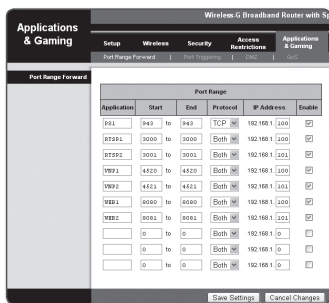 Wireless-G Broadband Router with Sp
Applications & Gaming
Setup Wireless Security Access Restrictions Applications & Gaming
Port Range Forward | Port Triggering | DMZ | QoS
Port Range Forward
Port Range
Application Start End Protocol IP Address Enable
PS1 943 to 943 TCP 192.168.1. 100
RTSP1 3000 to 3000 Both 192.168.1. 100
RTSP2 3001 to 3001 Both 192.168.1. 101
VNP1 4520 to 4520 Both 192.168.1. 100
VNP2 4521 to 4521 Both 192.168.1. 101
WEB1 8080 to 8080 Both 192.168.1. 100
WEB2 8081 to 8081 Both 192.168.1. 101
0 to 0 Both 192.168.1. 0
0 to 0 Both 192.168.1. 0
0 to 0 Both 192.168.1. 0
Save Settings Cancel Changes